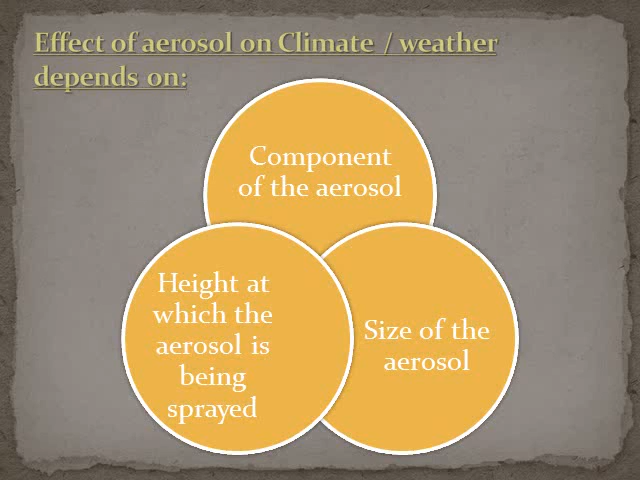 Effect of aerosol on Climate / weather
depends on:
Component
of the aerosol
Height at
which the
aerosol is
being
sprayed
Size of the
aerosol